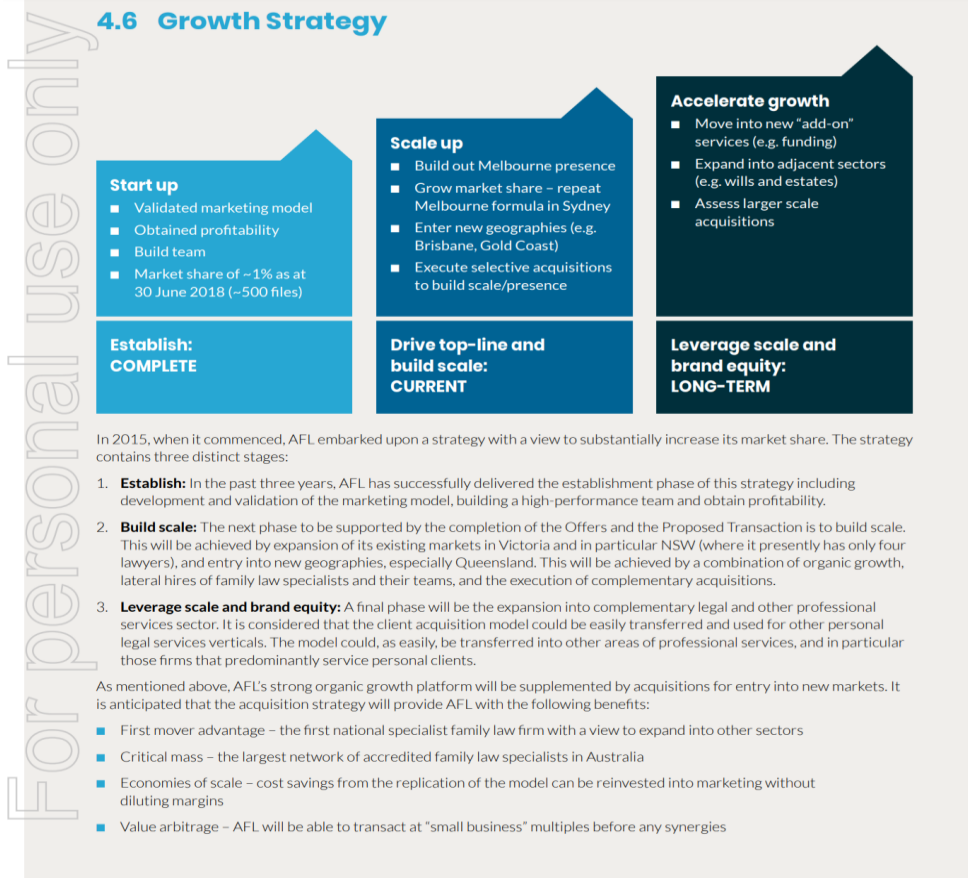 For personal use only
4.6 Growth Strategy
Start up
Validated marketing model
Obtained profitability
Build team
Market share of ~1% as at
30 June 2018 (~500 files)
Establish:
COMPLETE
Scale up
Build out Melbourne presence
Grow market share – repeat
Melbourne formula in Sydney
Enter new geographies (e.g.
Brisbane, Gold Coast)
Execute selective acquisitions
to build scale/presence
Drive top-line and
build scale:
CURRENT
Accelerate growth
Move into new “add-on”
services (e.g. funding)
Expand into adjacent sectors
(e.g. wills and estates)
Assess larger scale
acquisitions
Leverage scale and
brand equity:
LONG-TERM
In 2015, when it commenced, AFL embarked upon a strategy with a view to substantially increase its market share. The strategy
contains three distinct stages:
1. Establish: In the past three years, AFL has successfully delivered the establishment phase of this strategy including
development and validation of the marketing model, building a high-performance team and obtain profitability.
2. Build scale: The next phase to be supported by the completion of the Offers and the Proposed Transaction is to build scale.
This will be achieved by expansion of its existing markets in Victoria and in particular NSW (where it presently has only four
lawyers), and entry into new geographies, especially Queensland. This will be achieved by a combination of organic growth,
lateral hires of family law specialists and their teams, and the execution of complementary acquisitions.
3. Leverage scale and brand equity: A final phase will be the expansion into complementary legal and other professional
services sector. It is considered that the client acquisition model could be easily transferred and used for other personal
legal services verticals. The model could, as easily, be transferred into other areas of professional services, and in particular
those firms that predominantly service personal clients.
As mentioned above, AFL’s strong organic growth platform will be supplemented by acquisitions for entry into new markets. It
is anticipated that the acquisition strategy will provide AFL with the following benefits:
First mover advantage – the first national specialist family law firm with a view to expand into other sectors
Critical mass – the largest network of accredited family law specialists in Australia
Economies of scale – cost savings from the replication of the model can be reinvested into marketing without
diluting margins
Value arbitrage – AFL will be able to transact at “small business” multiples before any synergies